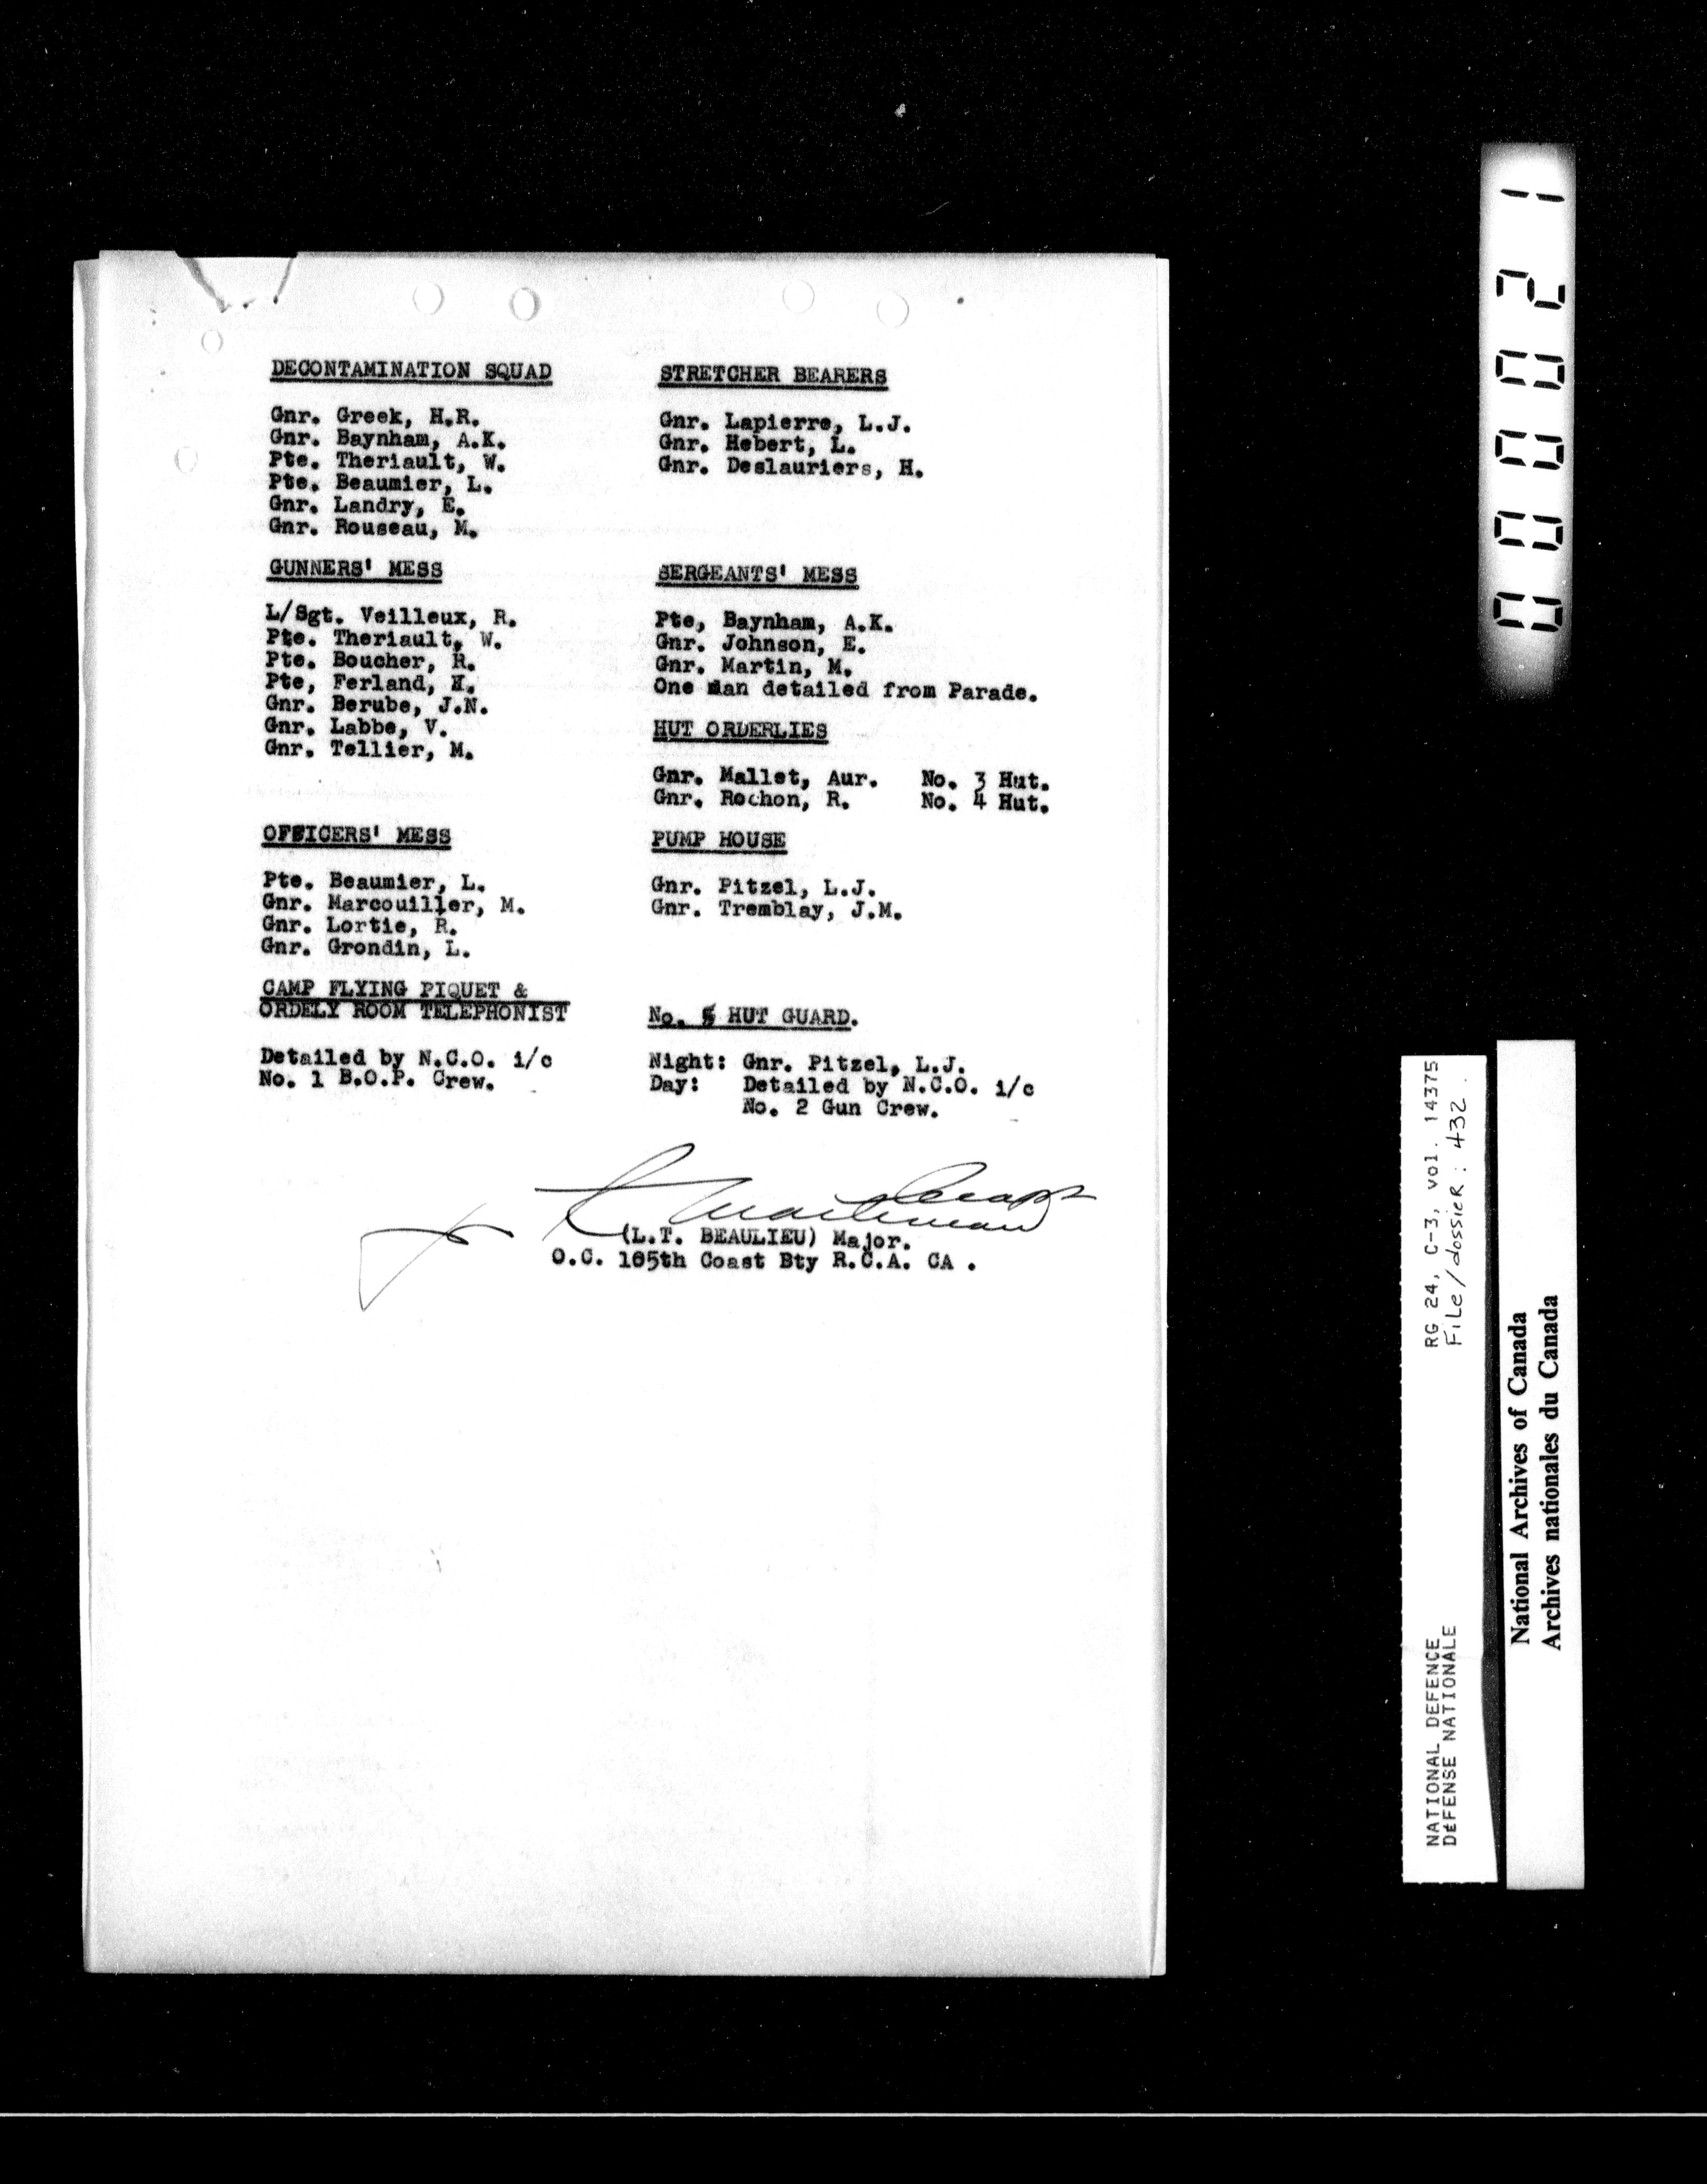 DECONTAMINATION SQUAD
Gnr. Greek, H.R.
Gnr. Baynham, A.K.
Pte. Theriault, W.
Pte. Beaumier, L.
Gnr. Landry, E.
Gnr. Rouseau, M.
STRETCHER BEARERS
Gnr. Lapierre, L.J.
Gnr. Hebert, L.
Gnr. Deslauriers, H.
GUNNERS' MESS
L/Sgt. Veilleux, R.
Pte. Theriault, W.
Pte. Boucher, R.
Pte, Ferland, H.
Gnr. Berube, J.N.
Gnr. Labbe, V.
Gnr. Tellier, M.
SERGEANTS' MESS
Pte, Baynham, A.K.
Gnr. Johnson, E.
Gnr. Martin, M.
One man detailed from Parade.
HUT ORDERLIES
Gnr. Mallet, Aur. No. 3 Hut.
Gnr. Rochon, R. No. 4 Hut.
OFFICERS' MESS
Pte. Beaumier, L.
Gnr. Marcouiller, M.
Gnr. Lortie, R.
Gnr. Grondin, L.
PUMP HOUSE
Gnr. Pitzel, L.J.
Gnr. Tremblay, J.M.
CAMP FLYING PIQUET &
ORDELY ROOM TELEPHONIST
Detailed by N.C.O. i/c
No. 1 B.O.P. Crew.
No. 5 HUT GUARD.
Night: Gnr. Pitzel, L.J.
Day: Detailed by N.C.O. i/c
No. 2 Gun Crew.
(L.T. BEAULIEU) Major.
O.C. 105th Coast Bty R.C.A. CA .
000021
RG 24, C-3, vol. 14375
File/dossier : 432.
NATIONAL DEFENCE
DÉFENSE NATIONALE
National Archives of Canada
Archives nationales du Canada